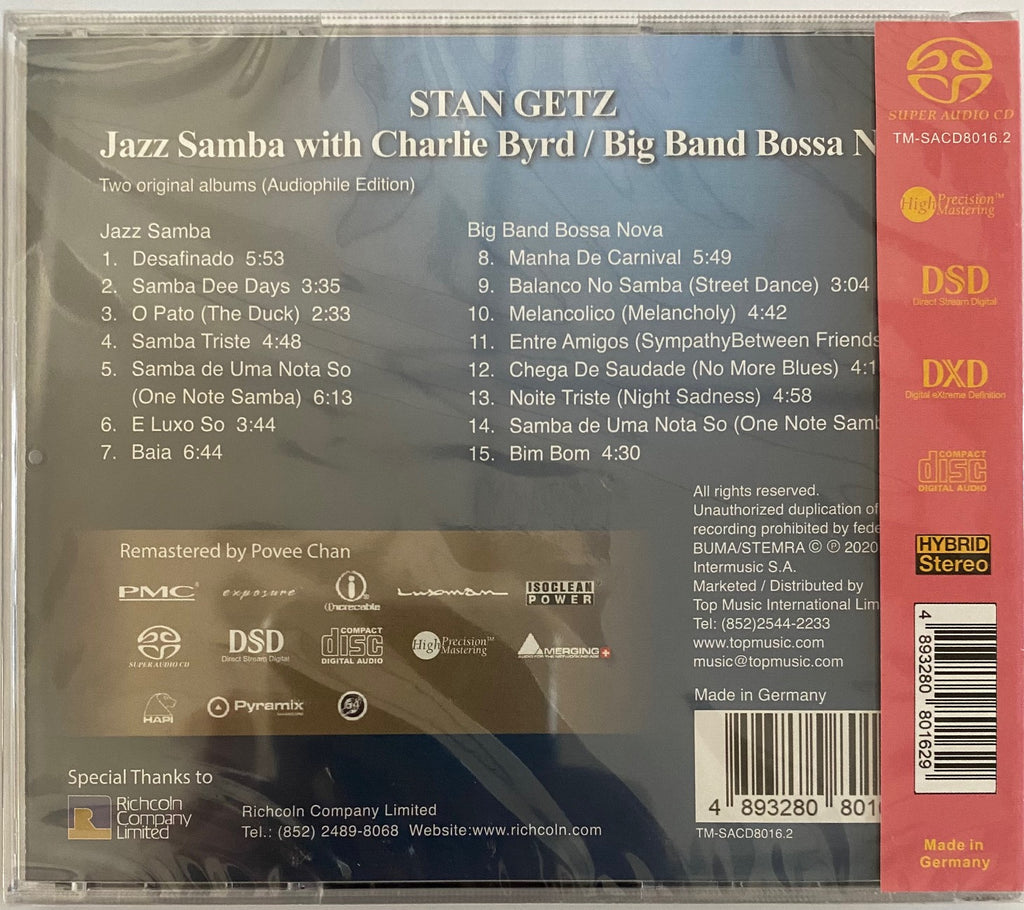 STAN GETZ
Jazz Samba with Charlie Byrd / Big Band Bossa N
Two original albums (Audiophile Edition)
Jazz Samba
1. Desafinado 5:53
2. Samba Dee Days 3:35
3. O Pato (The Duck) 2:33
4. Samba Triste 4:48
5. Samba de Uma Nota So
(One Note Samba) 6:13
6. E Luxo So 3:44
7. Baia 6:44
Big Band Bossa Nova
8. Manha De Carnival 5:49
9. Balanco No Samba (Street Dance) 3:04
10. Melancolico (Melancholy) 4:42
11. Entre Amigos (SympathyBetween Friends
12. Chega De Saudade (No More Blues) 4:1
13. Noite Triste (Night Sadness) 4:58
14. Samba de Uma Nota So (One Note Samb
15. Bim Bom 4:30
All rights reserved.
Unauthorized duplication of
recording prohibited by fede
BUMA/STEMRA © ℗ 2020
Intermusic S.A.
Marketed / Distributed by
Top Music International Lim
Tel: (852)2544-2233
www.topmusic.com
music@topmusic.com
Made in Germany
4 893280 801
TM-SACD8016.2
Remastered by Povee Chan
PMC®
exposure
Increcable
Luxman
ISOCLEAN
POWER
SUPER AUDIO CD
DSD
Direct Stream Digital
COMPACT
disc
DIGITAL AUDIO
High Precision™
Mastering
MERGING
AUDIO FOR THE NETWORKING AGE
HAPI
Pyramix
64
Special Thanks to
Richcoln
Company
Limited
Richcoln Company Limited
Tel.: (852) 2489-8068 Website:www.richcoln.com
SUPER AUDIO CD
TM-SACD8016.2
High Precision™
Mastering
DSD
Direct Stream Digital
DXD
Digital eXtreme Definition
COMPACT
disc
DIGITAL AUDIO
HYBRID
Stereo
4 893280 801629
Made in
Germany